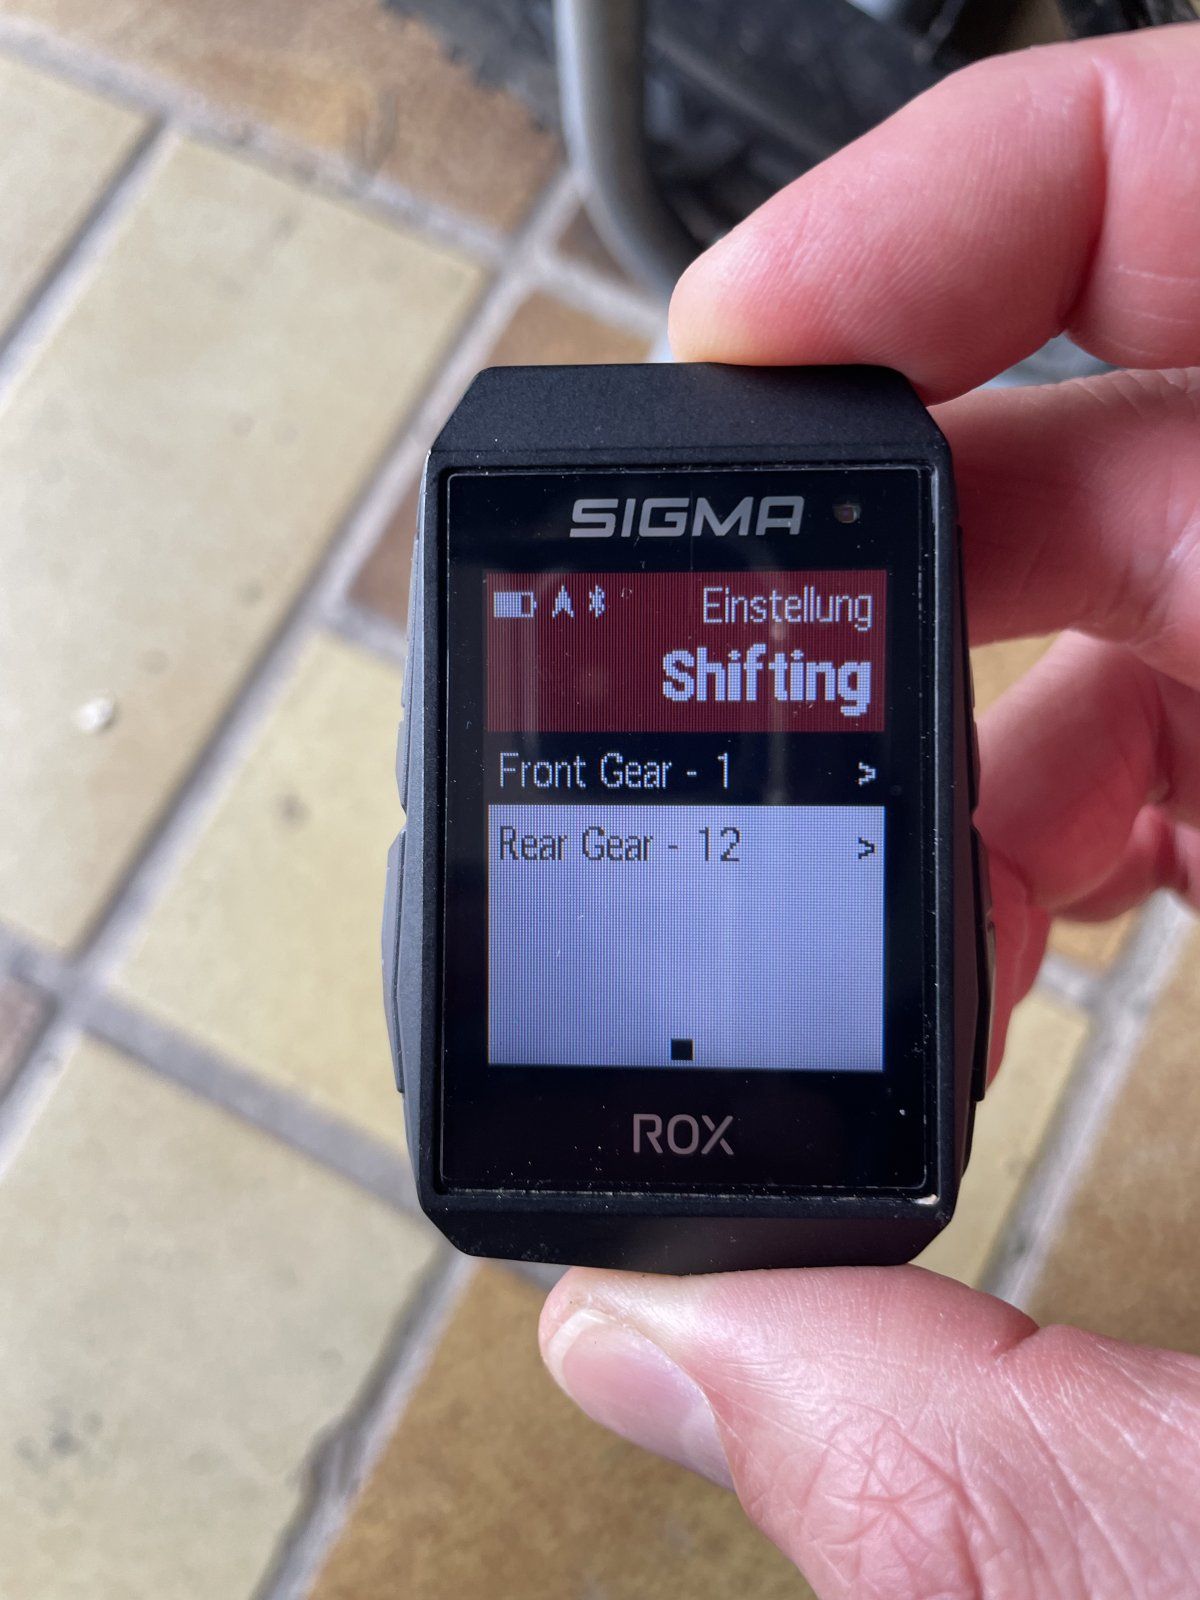 SIGMA
Einstellung
Shifting
Front Gear - 1 >
Rear Gear - 12 >
ROX